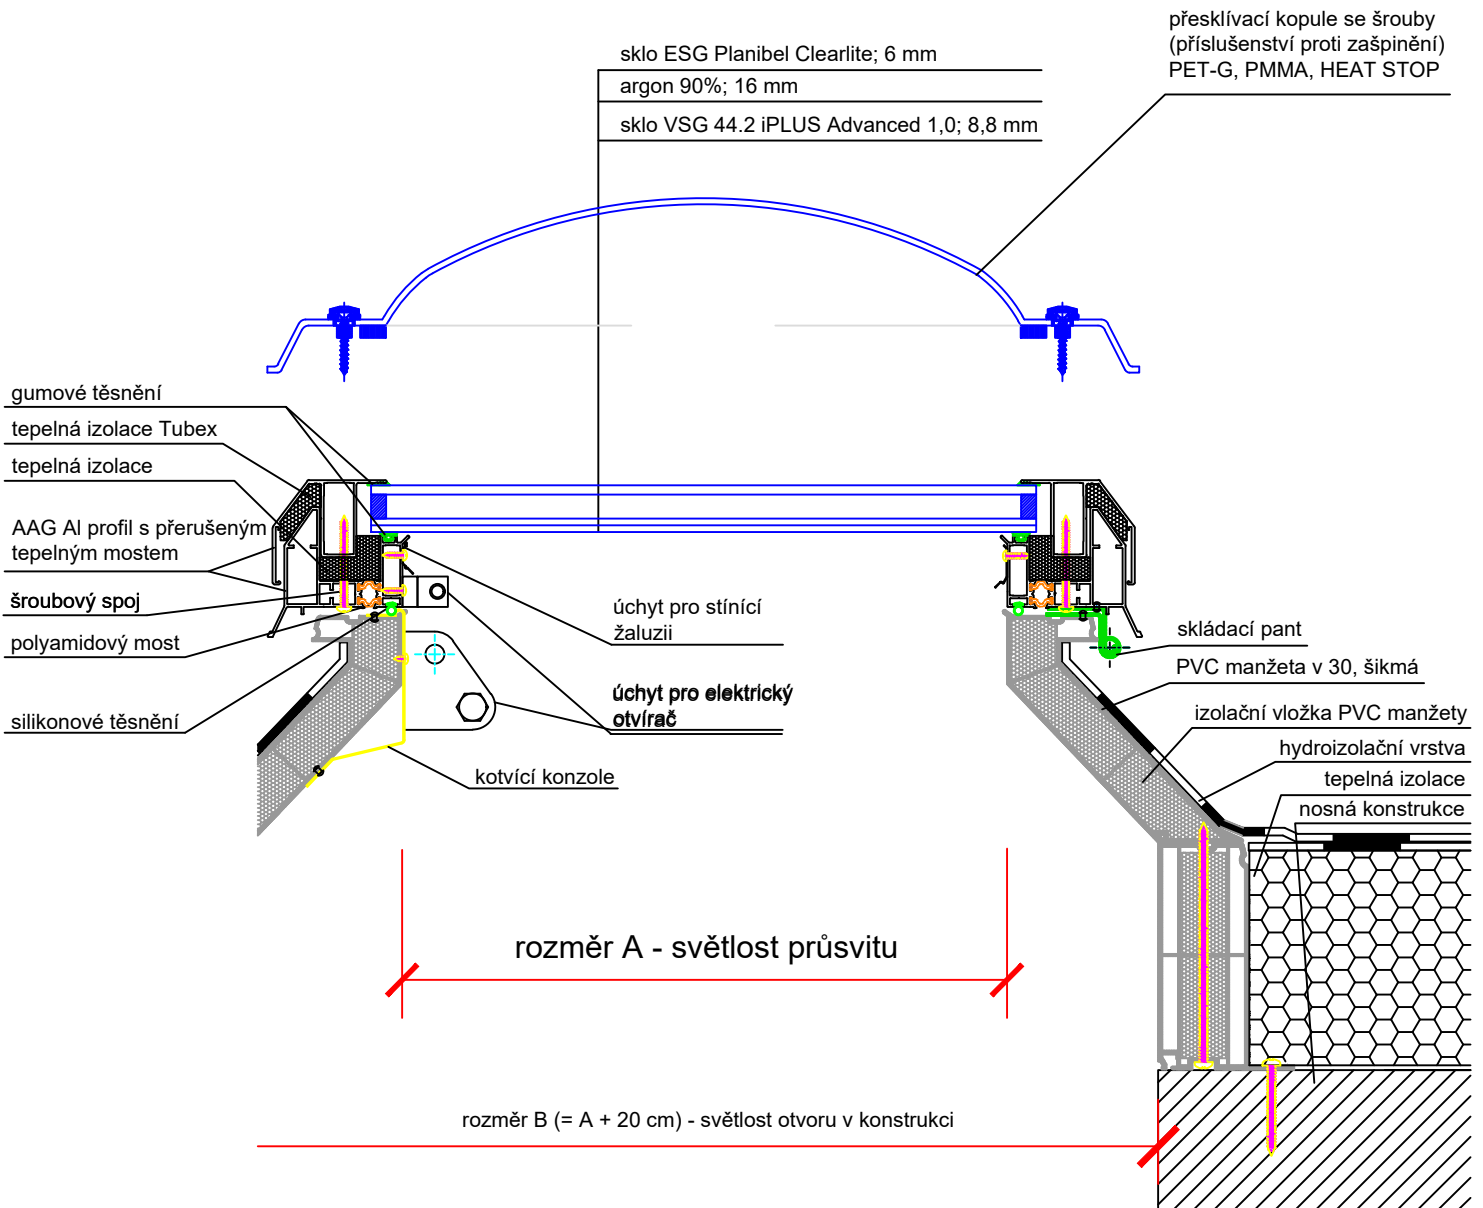 přesklívací kopule se šrouby
(příslušenství proti zašpinění)
PET-G, PMMA, HEAT STOP
sklo ESG Planibel Clearlite; 6 mm
argon 90%; 16 mm
sklo VSG 44.2 iPLUS Advanced 1,0; 8,8 mm
gumové těsnění
tepelná izolace Tubex
tepelná izolace
AAG Al profil s přerušeným
tepelným mostem
šroubový spoj
polyamidový most
silikonové těsnění
úchyt pro stínící
žaluzii
úchyt pro elektrický
otvírač
kotvící konzole
skládací pant
PVC manžeta v 30, šikmá
izolační vložka PVC manžety
hydroizolační vrstva
tepelná izolace
nosná konstrukce
rozměr A - světlost průsvitu
rozměr B (= A + 20 cm) - světlost otvoru v konstrukci